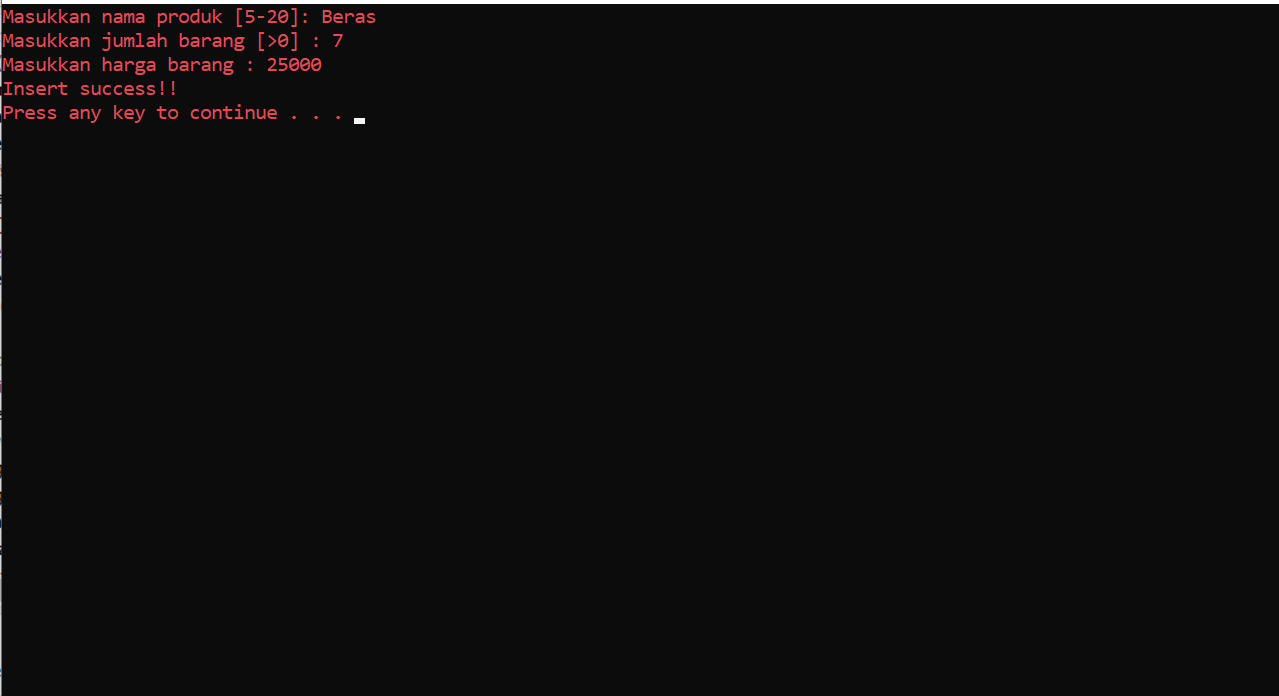 Masukkan nama produk [5-20]: Beras
Masukkan jumlah barang [>0] : 7
Masukkan harga barang : 25000
Insert success!!
Press any key to continue . . .